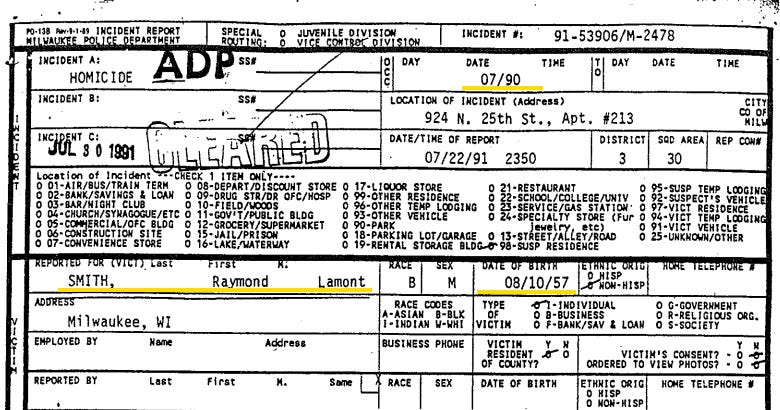 PO-13B Rev-9-1-89 INCIDENT REPORT SPECIAL O JUVENILE DIVISION INCIDENT #: 91-53906/M-2478
MILWAUKEE POLICE DEPARTMENT ROUTING: O VICE CONTROL DIVISION
INCIDENT A: ADP SS# OCC DAY DATE TIME TO DAY DATE TIME
HOMICIDE 07/90
INCIDENT B: SS# LOCATION OF INCIDENT (Address) CITY
924 N. 25th St., Apt. #213 CO OF
MILW
INCIDENT C: SS# DATE/TIME OF REPORT DISTRICT SQD AREA REP CON#
JUL 30 1991 CLEARED 07/22/91 2350 3 30
INCIDENT
Location of Incident --CHECK 1 ITEM ONLY----
O 01-AIR/BUS/TRAIN TERM O 08-DEPART/DISCOUNT STORE O 17-LIQUOR STORE O 21-RESTAURANT O 95-SUSP TEMP LODGING
O 02-BANK/SAVINGS & LOAN O 09-DRUG STR/DR OFC/HOSP O 99-OTHER RESIDENCE O 22-SCHOOL/COLLEGE/UNIV O 92-SUSPECT'S VEHICLE
O 03-BAR/NIGHT CLUB O 10-FIELD/WOODS O 96-OTHER TEMP LODGING O 23-SERVICE/GAS STATION O 97-VICT RESIDENCE
O 04-CHURCH/SYNAGOGUE/ETC O 11-GOV'T/PUBLIC BLDG O 93-OTHER VEHICLE O 24-SPECIALTY STORE (Fur O 94-VICT TEMP LODGING
O 05-COMMERCIAL/OFC BLDG O 12-GROCERY/SUPERMARKET O 90-PARK jewelry, etc) O 91-VICT VEHICLE
O 06-CONSTRUCTION SITE O 15-JAIL/PRISON O 18-PARKING LOT/GARAGE O 13-STREET/ALLEY/ROAD O 25-UNKNOWN/OTHER
O 07-CONVENIENCE STORE O 16-LAKE/WATERWAY O 19-RENTAL STORAGE BLDG O 98-SUSP RESIDENCE
REPORTED FOR (VICT) Last First M. RACE SEX DATE OF BIRTH ETHNIC ORIG HOME TELEPHONE #
O HISP
SMITH, Raymond Lamont B M 08/10/57 O NON-HISP
ADDRESS RACE CODES TYPE O I-INDIVIDUAL O G-GOVERNMENT
A-ASIAN B-BLK OF O B-BUSINESS O R-RELIGIOUS ORG.
Milwaukee, WI I-INDIAN W-WHI VICTIM O F-BANK/SAV & LOAN O S-SOCIETY
VICTIM
EMPLOYED BY Name Address BUSINESS PHONE VICTIM Y N Y N
RESIDENT O O VICTIM'S CONSENT? - O O
OF COUNTY? ORDERED TO VIEW PHOTOS? - O O
REPORTED BY Last First M. Same X RACE SEX DATE OF BIRTH ETHNIC ORIG HOME TELEPHONE #
O HISP
O NON-HISP